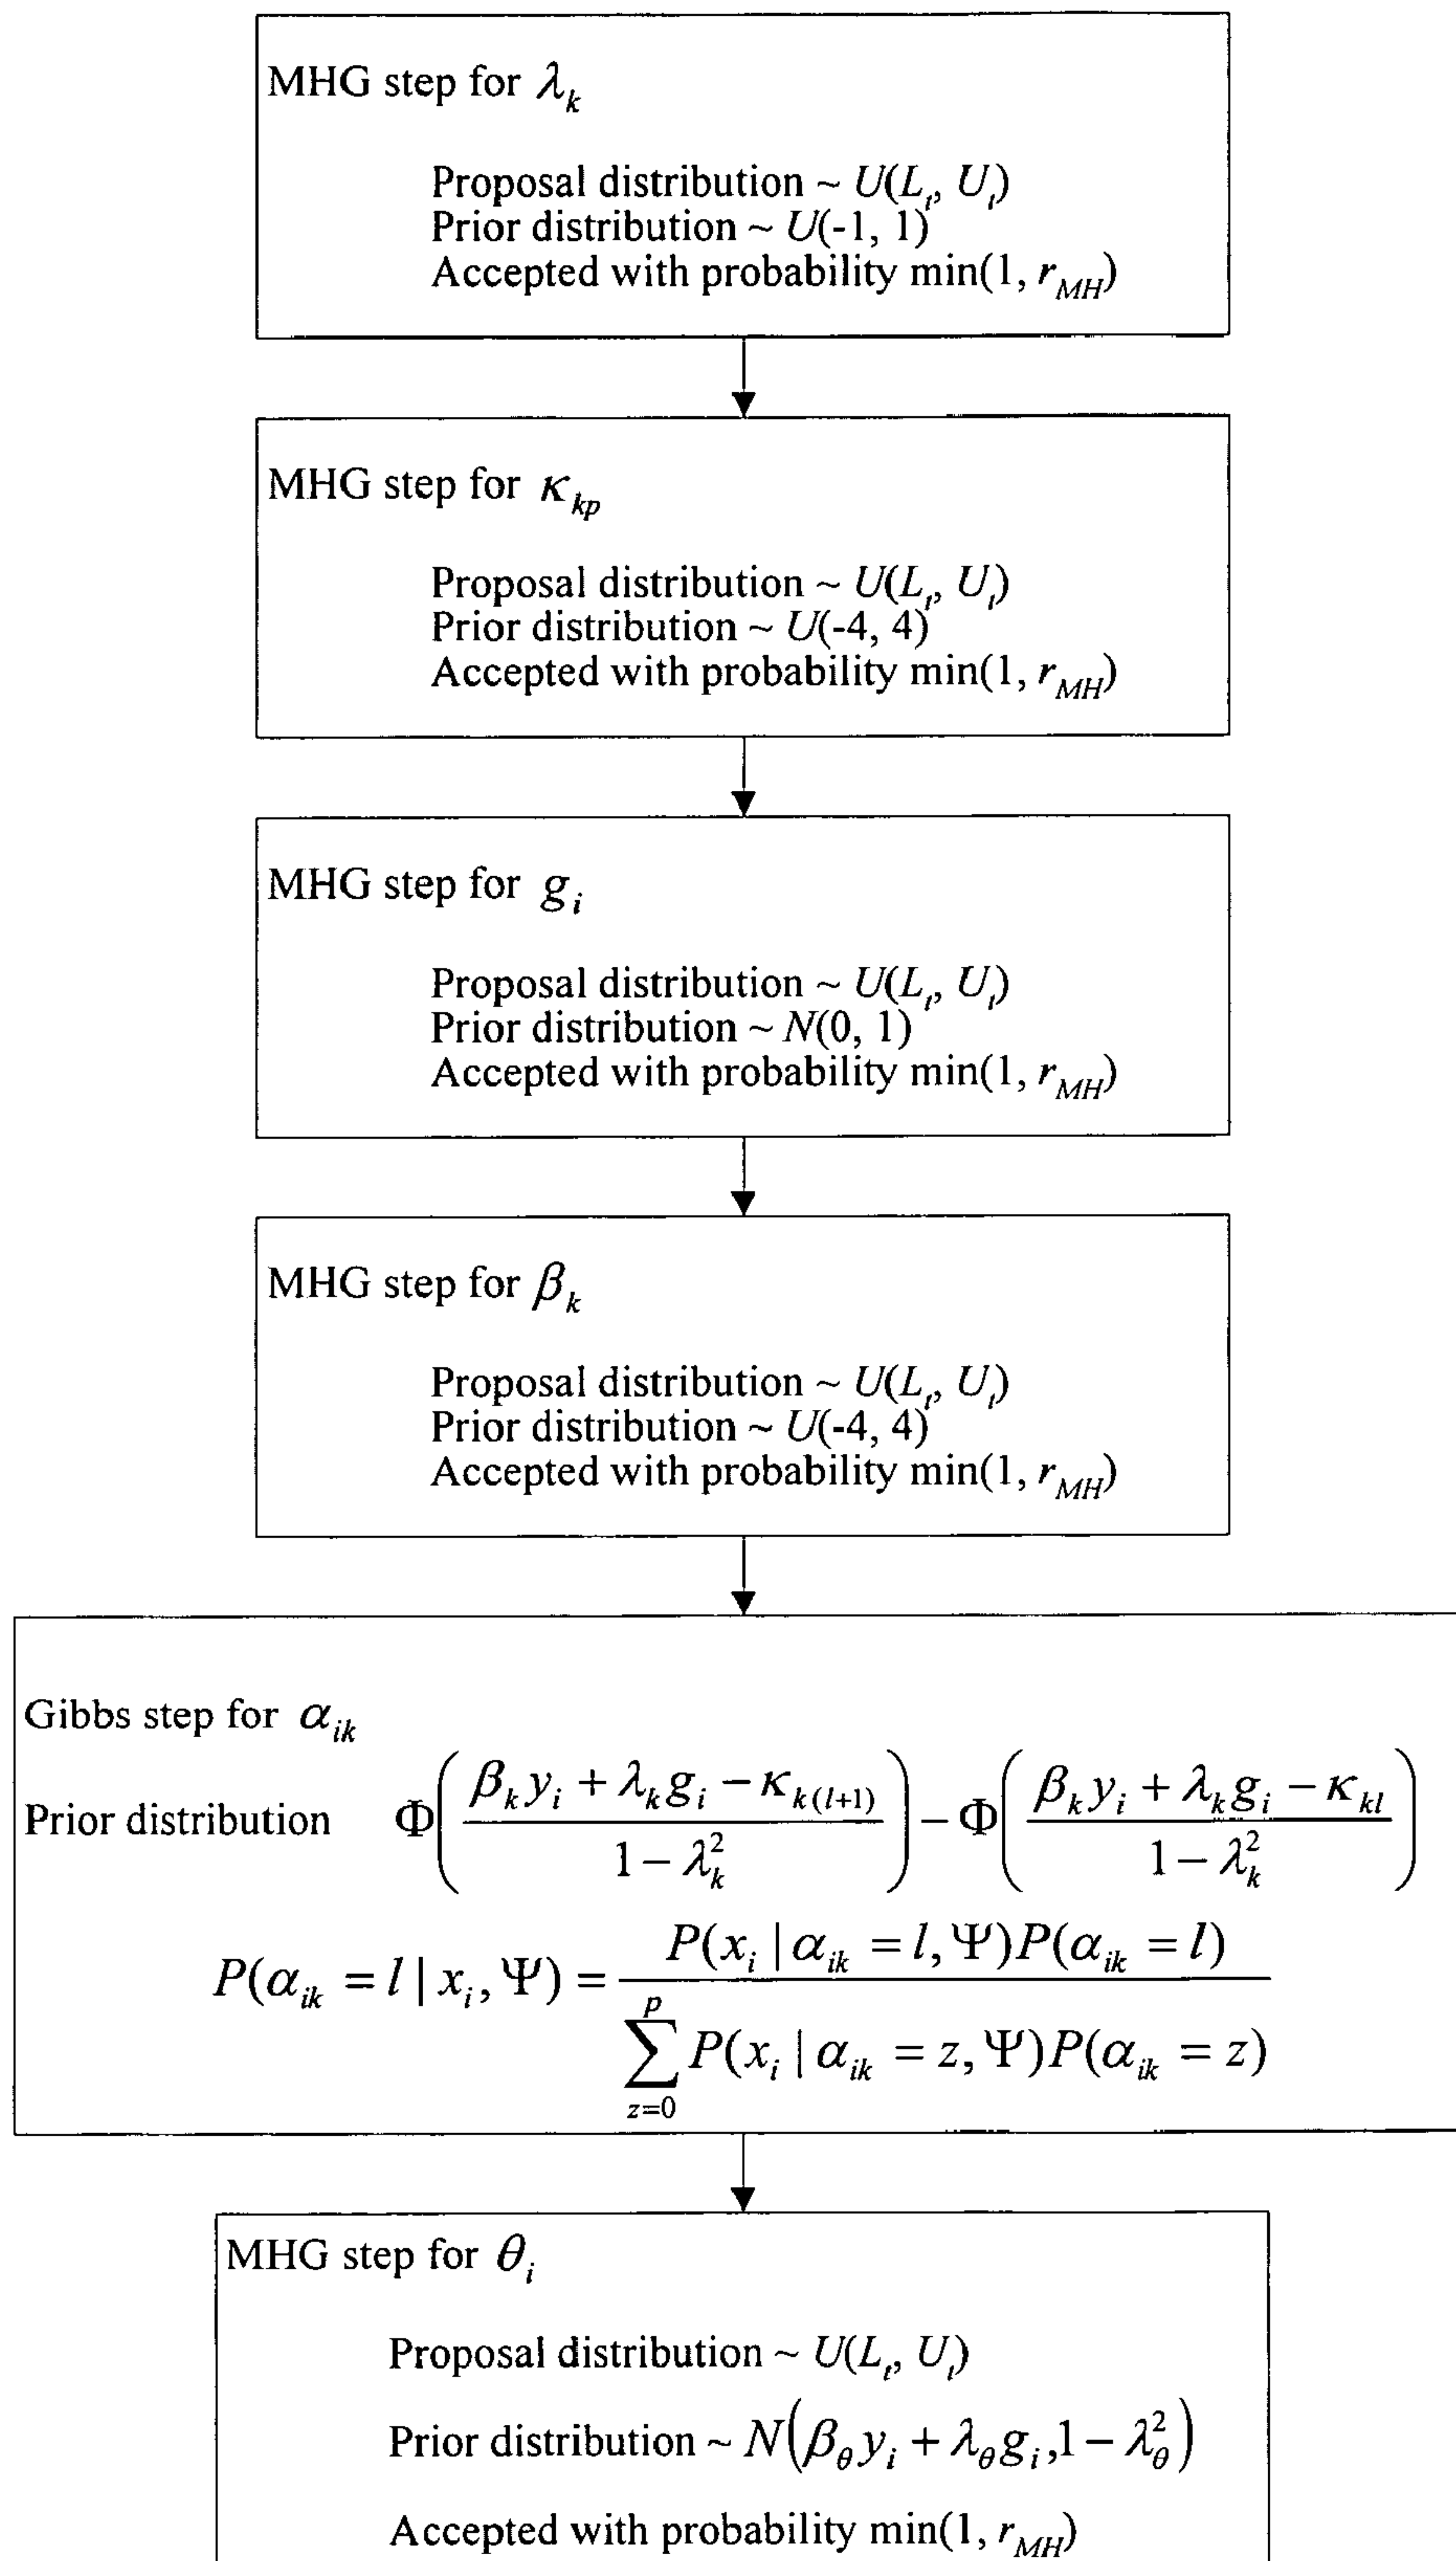 MHG step for λ_k
Proposal distribution ~ U(L_t, U_t)
Prior distribution ~ U(-1, 1)
Accepted with probability min(1, r_MH)
MHG step for κ_kp
Proposal distribution ~ U(L_t, U_t)
Prior distribution ~ U(-4, 4)
Accepted with probability min(1, r_MH)
MHG step for g_i
Proposal distribution ~ U(L_t, U_t)
Prior distribution ~ N(0, 1)
Accepted with probability min(1, r_MH)
MHG step for β_k
Proposal distribution ~ U(L_t, U_t)
Prior distribution ~ U(-4, 4)
Accepted with probability min(1, r_MH)
Gibbs step for α_ik
Prior distribution Φ((β_k y_i + λ_k g_i − κ_k(l+1)) / (1 − λ_k^2)) − Φ((β_k y_i + λ_k g_i − κ_kl) / (1 − λ_k^2))
P(α_ik = l | x_i, Ψ) = P(x_i | α_ik = l, Ψ)P(α_ik = l) / ∑_{z=0}^{p} P(x_i | α_ik = z, Ψ)P(α_ik = z)
MHG step for θ_i
Proposal distribution ~ U(L_t, U_t)
Prior distribution ~ N(β_θ y_i + λ_θ g_i, 1 − λ_θ^2)
Accepted with probability min(1, r_MH)